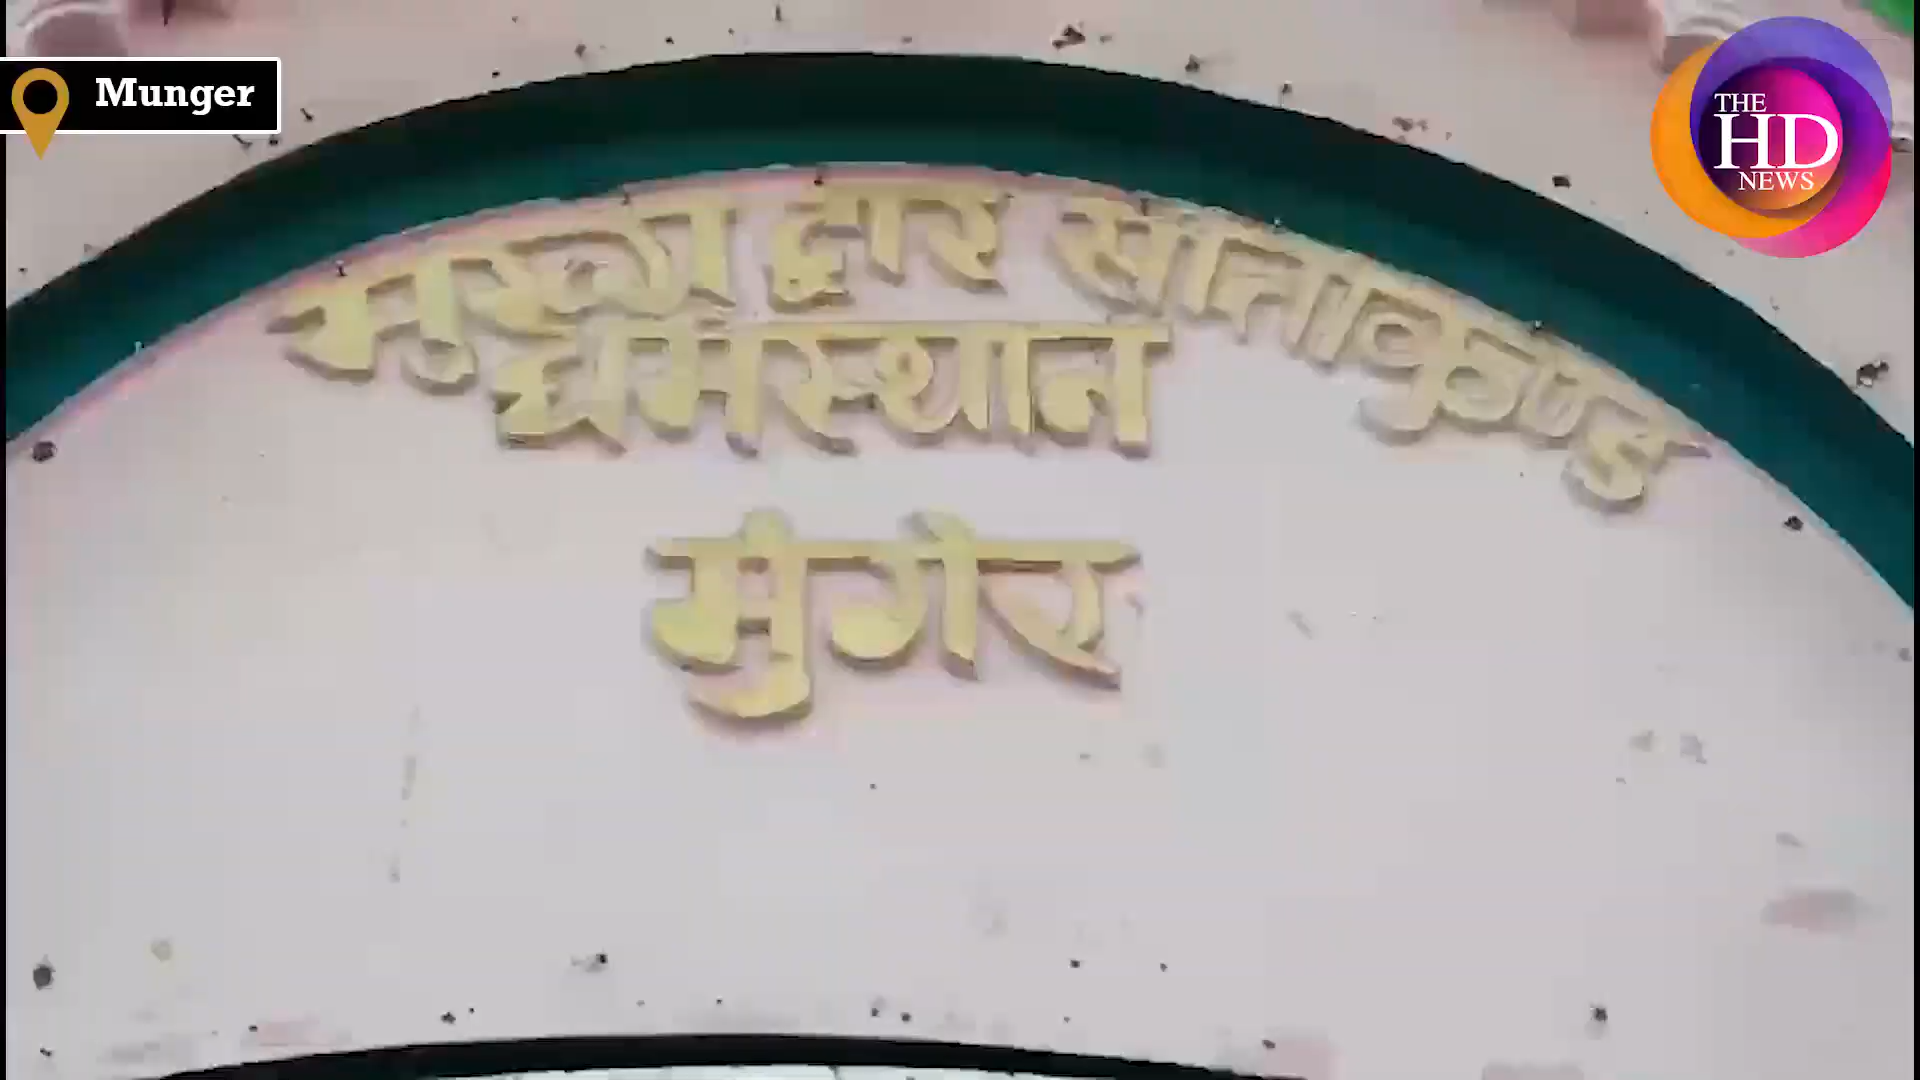 Munger
THE
HD
NEWS
मुख्य द्वार सीताकुण्ड
धर्मस्थान
मुंगेर